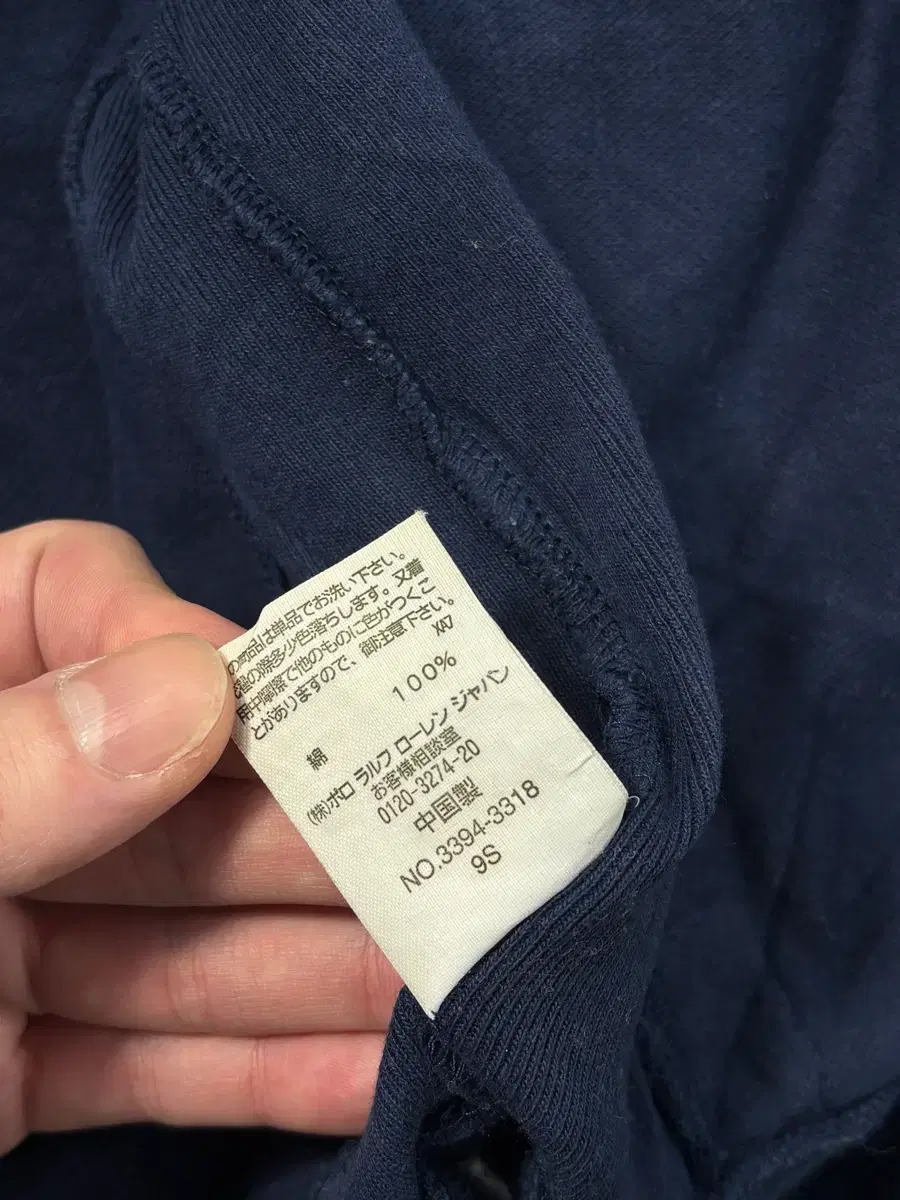 の商品は単品でお洗い下さい。
濯の際多少色落ちします。又着
用中摩擦で他のものに色がつくこ
とがありますので、御注意下さい。
XA7
綿 100%
(株)ポロ ラルフ ローレン ジャパン
お客様相談室
0120-3274-20
中国製
NO.3394-3318
9S